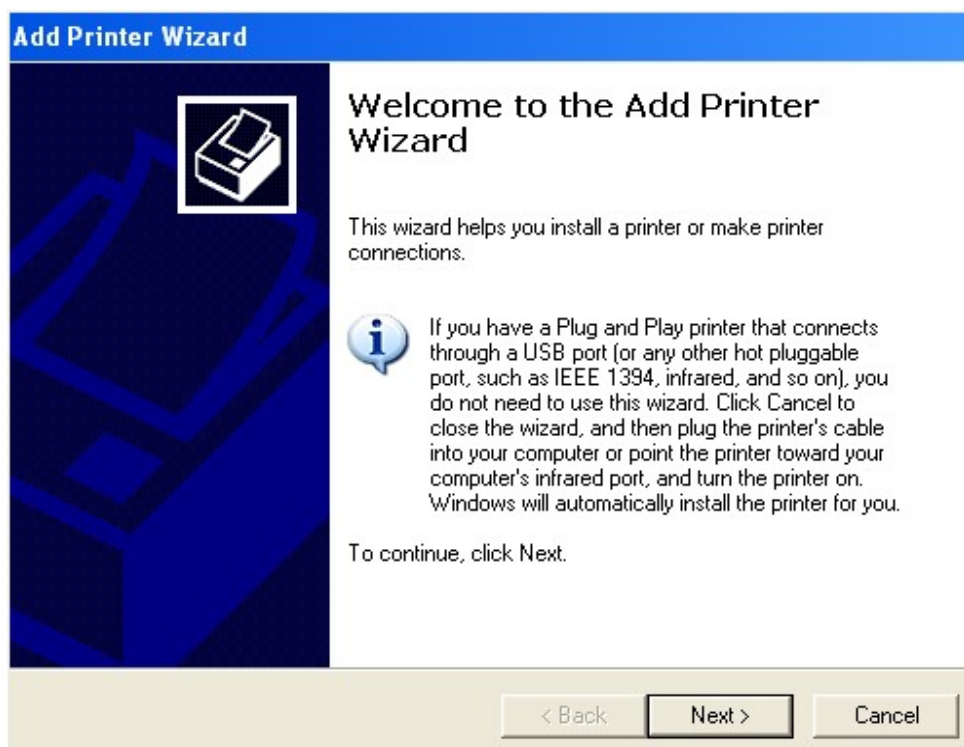 Add Printer Wizard
Welcome to the Add Printer
Wizard
This wizard helps you install a printer or make printer
connections.
If you have a Plug and Play printer that connects
through a USB port (or any other hot pluggable
port, such as IEEE 1394, infrared, and so on), you
do not need to use this wizard. Click Cancel to
close the wizard, and then plug the printer's cable
into your computer or point the printer toward your
computer's infrared port, and turn the printer on.
Windows will automatically install the printer for you.
To continue, click Next.
< Back
Next >
Cancel